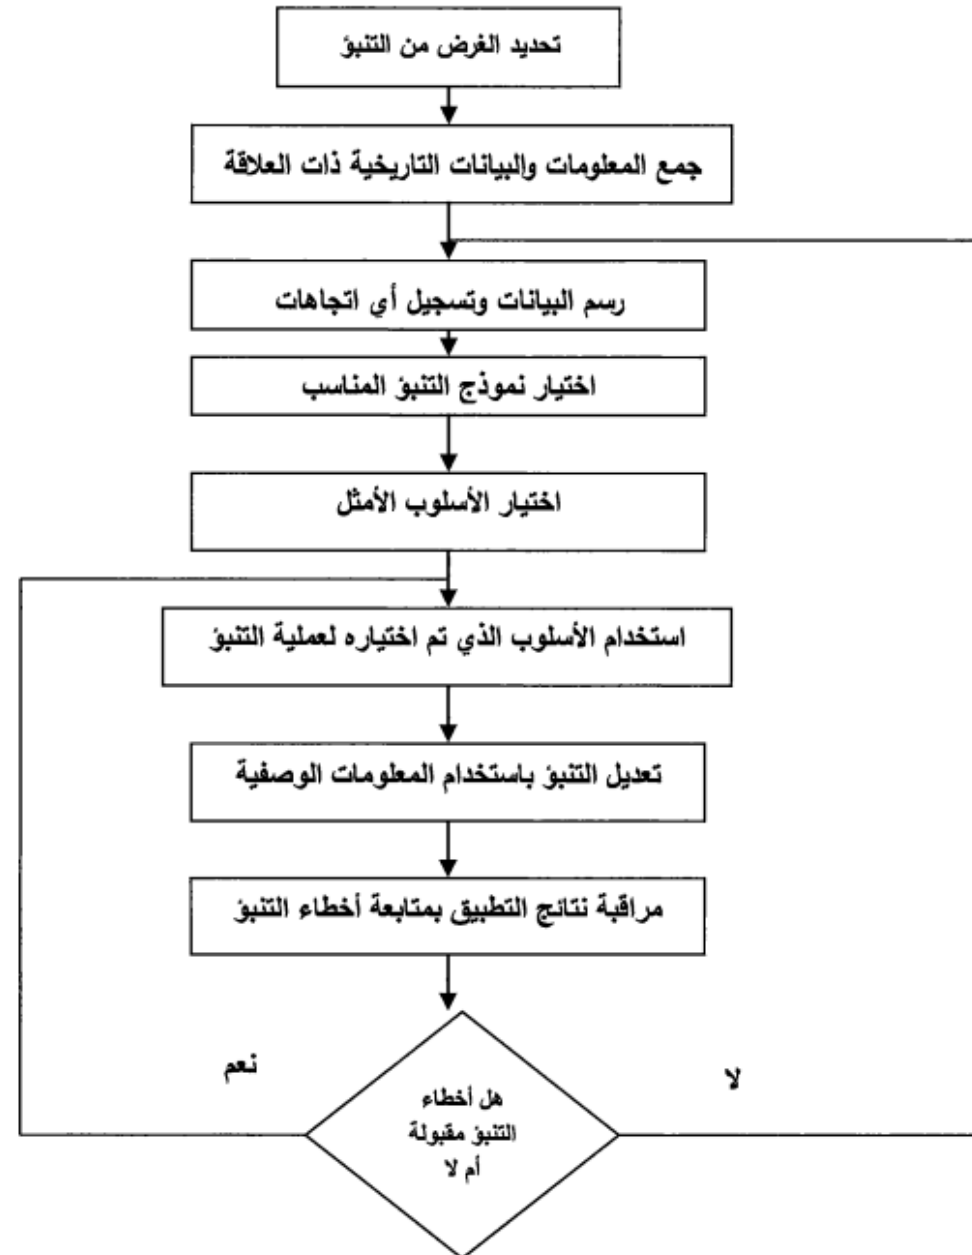 تحديد الغرض من التنبؤ
جمع المعلومات والبيانات التاريخية ذات العلاقة
رسم البيانات وتسجيل أي اتجاهات
اختيار نموذج التنبؤ المناسب
اختيار الأسلوب الأمثل
استخدام الأسلوب الذي تم اختياره لعملية التنبؤ
تعديل التنبؤ باستخدام المعلومات الوصفية
مراقبة نتائج التطبيق بمتابعة أخطاء التنبؤ
نعم
لا
هل أخطاء
التنبؤ مقبولة
أم لا